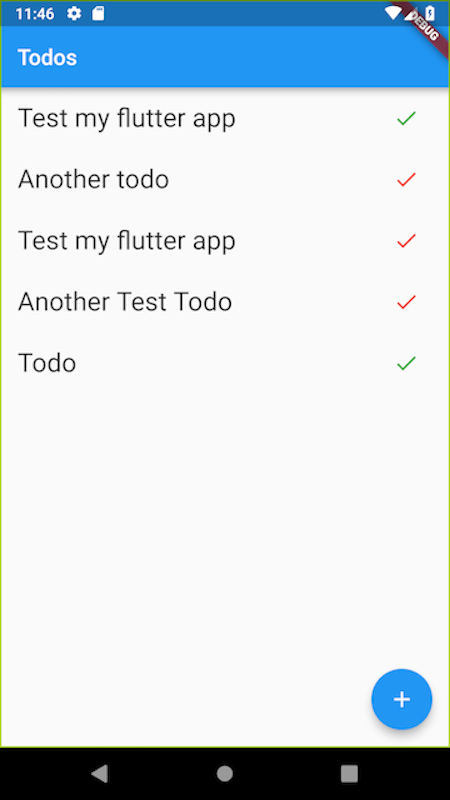 11:46
DEBUG
Todos
Test my flutter app
Another todo
Test my flutter app
Another Test Todo
Todo